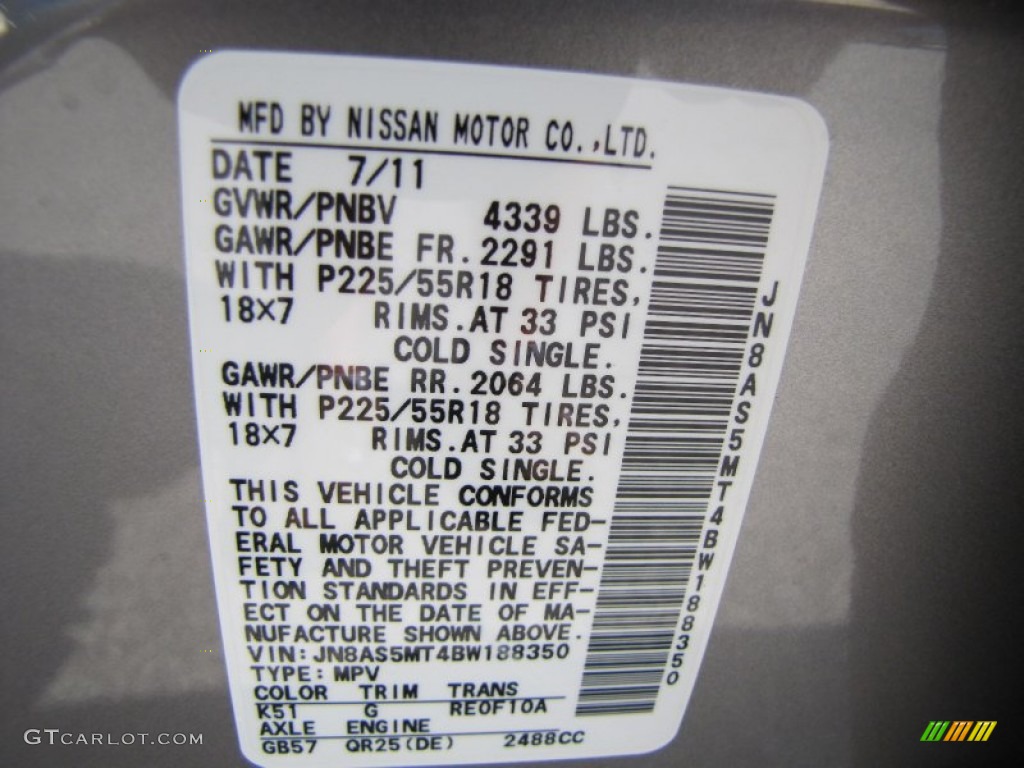 MFD BY NISSAN MOTOR CO.,LTD.
DATE 7/11
GVWR/PNBV 4339 LBS.
GAWR/PNBE FR. 2291 LBS.
WITH P225/55R18 TIRES,
18×7 RIMS.AT 33 PSI
COLD SINGLE.
GAWR/PNBE RR. 2064 LBS.
WITH P225/55R18 TIRES,
18×7 RIMS.AT 33 PSI
COLD SINGLE.
THIS VEHICLE CONFORMS
TO ALL APPLICABLE FED-
ERAL MOTOR VEHICLE SA-
FETY AND THEFT PREVEN-
TION STANDARDS IN EFF-
ECT ON THE DATE OF MA-
NUFACTURE SHOWN ABOVE.
VIN: JN8AS5MT4BW188350
TYPE: MPV
COLOR TRIM TRANS
K51 G RE0F10A
AXLE ENGINE
GB57 QR25(DE) 2488CC
JN8AS5MT4BW188350
GTCARLOT.COM